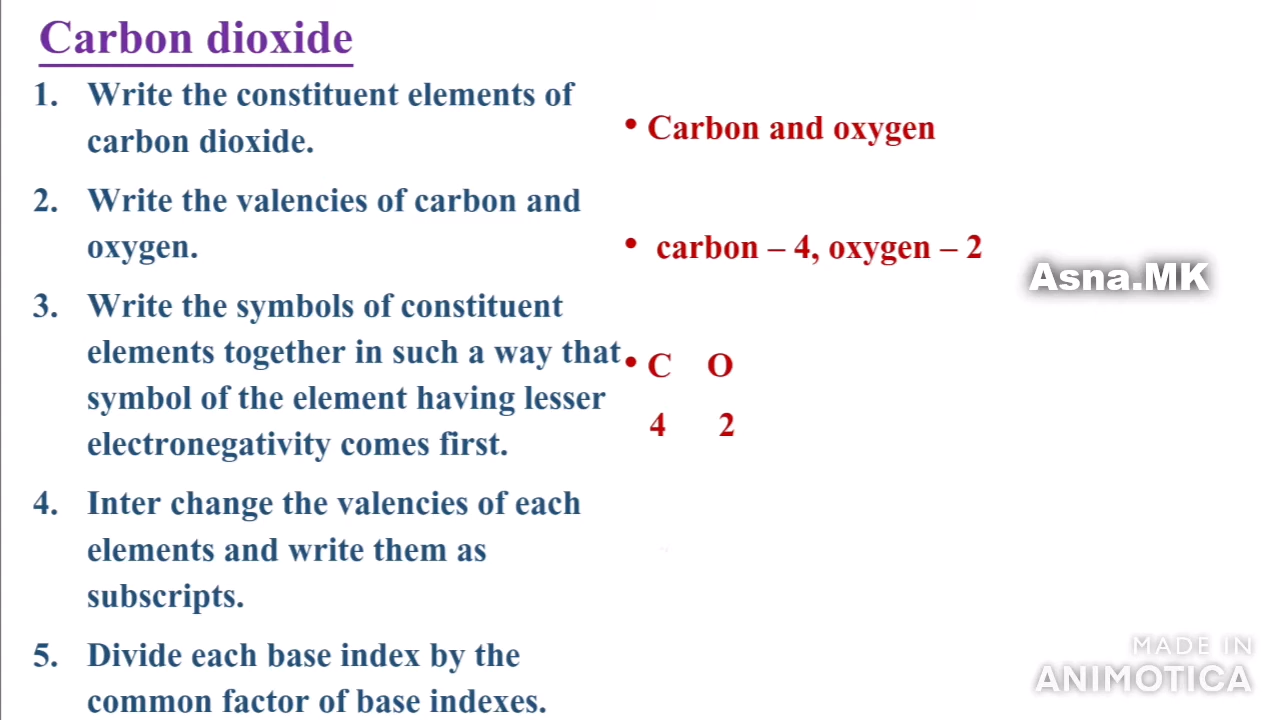 Carbon dioxide
1. Write the constituent elements of
carbon dioxide.
• Carbon and oxygen
2. Write the valencies of carbon and
oxygen.
• carbon – 4, oxygen – 2
Asna.MK
3. Write the symbols of constituent
elements together in such a way that
symbol of the element having lesser
electronegativity comes first.
• C O
4 2
4. Inter change the valencies of each
elements and write them as
subscripts.
5. Divide each base index by the
common factor of base indexes.
MADE IN
ANIMOTICA